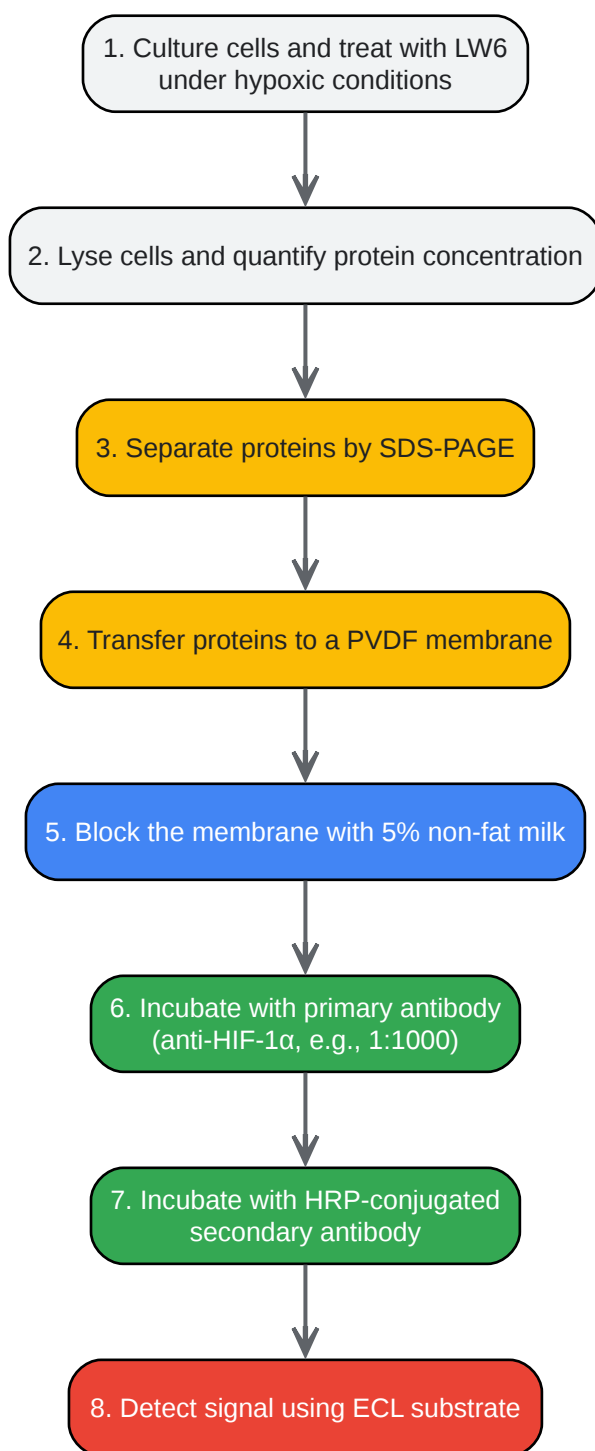 1. Culture cells and treat with LW6
under hypoxic conditions
2. Lyse cells and quantify protein concentration
3. Separate proteins by SDS-PAGE
4. Transfer proteins to a PVDF membrane
5. Block the membrane with 5% non-fat milk
6. Incubate with primary antibody
(anti-HIF-1α, e.g., 1:1000)
7. Incubate with HRP-conjugated
secondary antibody
8. Detect signal using ECL substrate